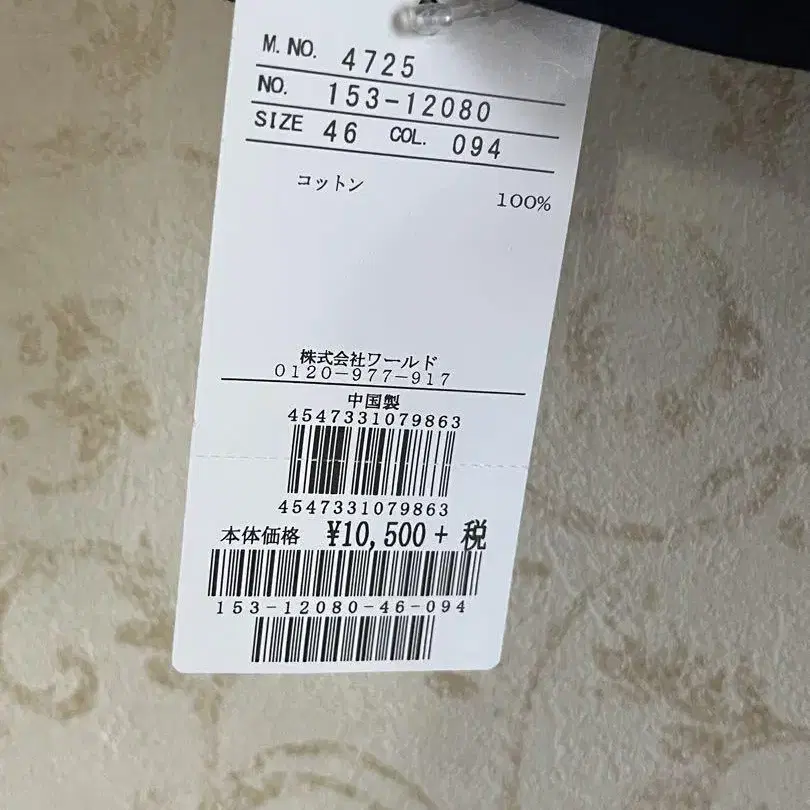 M.NO. 4725
NO. 153-12080
SIZE 46 COL. 094
コットン 100%
株式会社ワールド
0120-977-917
中国製
4547331079863
4547331079863
本体価格 ¥10,500 + 税
153-12080-46-094